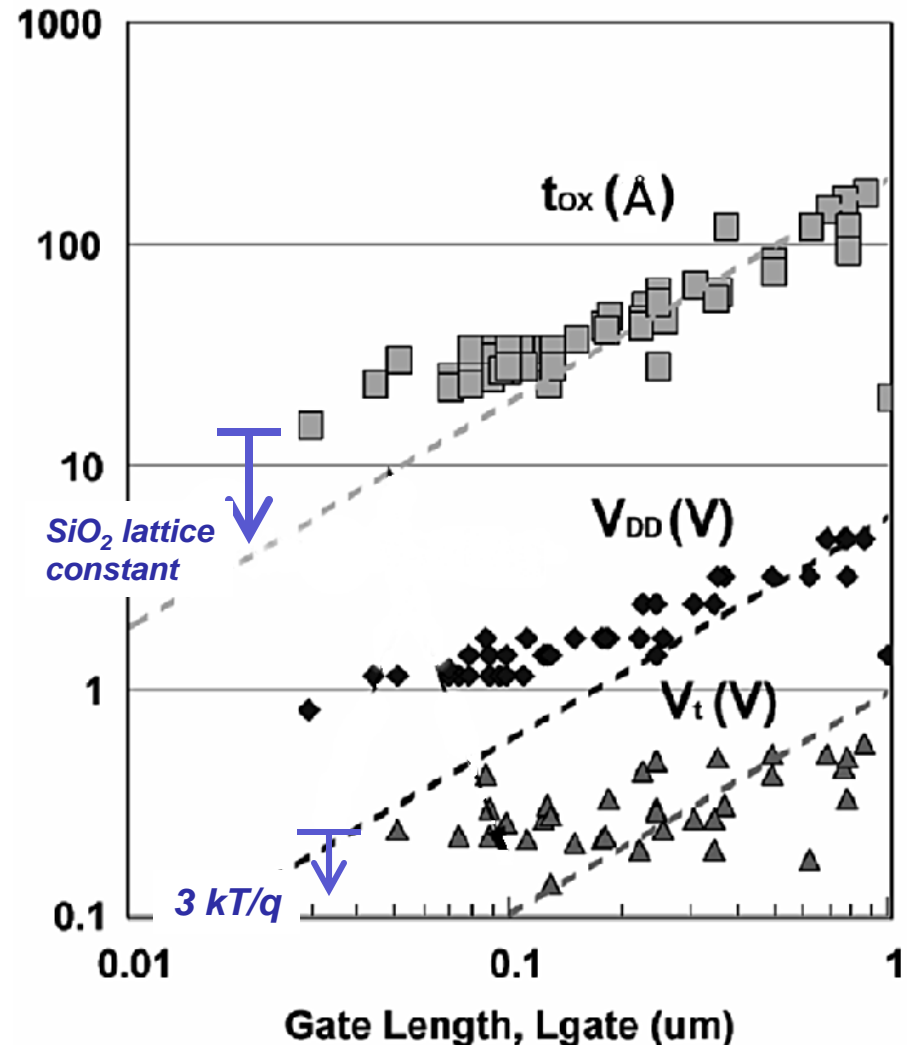 1000
tox (Å)
100
10
SiO2 lattice
constant
VDD (V)
1
Vt (V)
3 kT/q
0.1
0.01 0.1 1
Gate Length, Lgate (um)